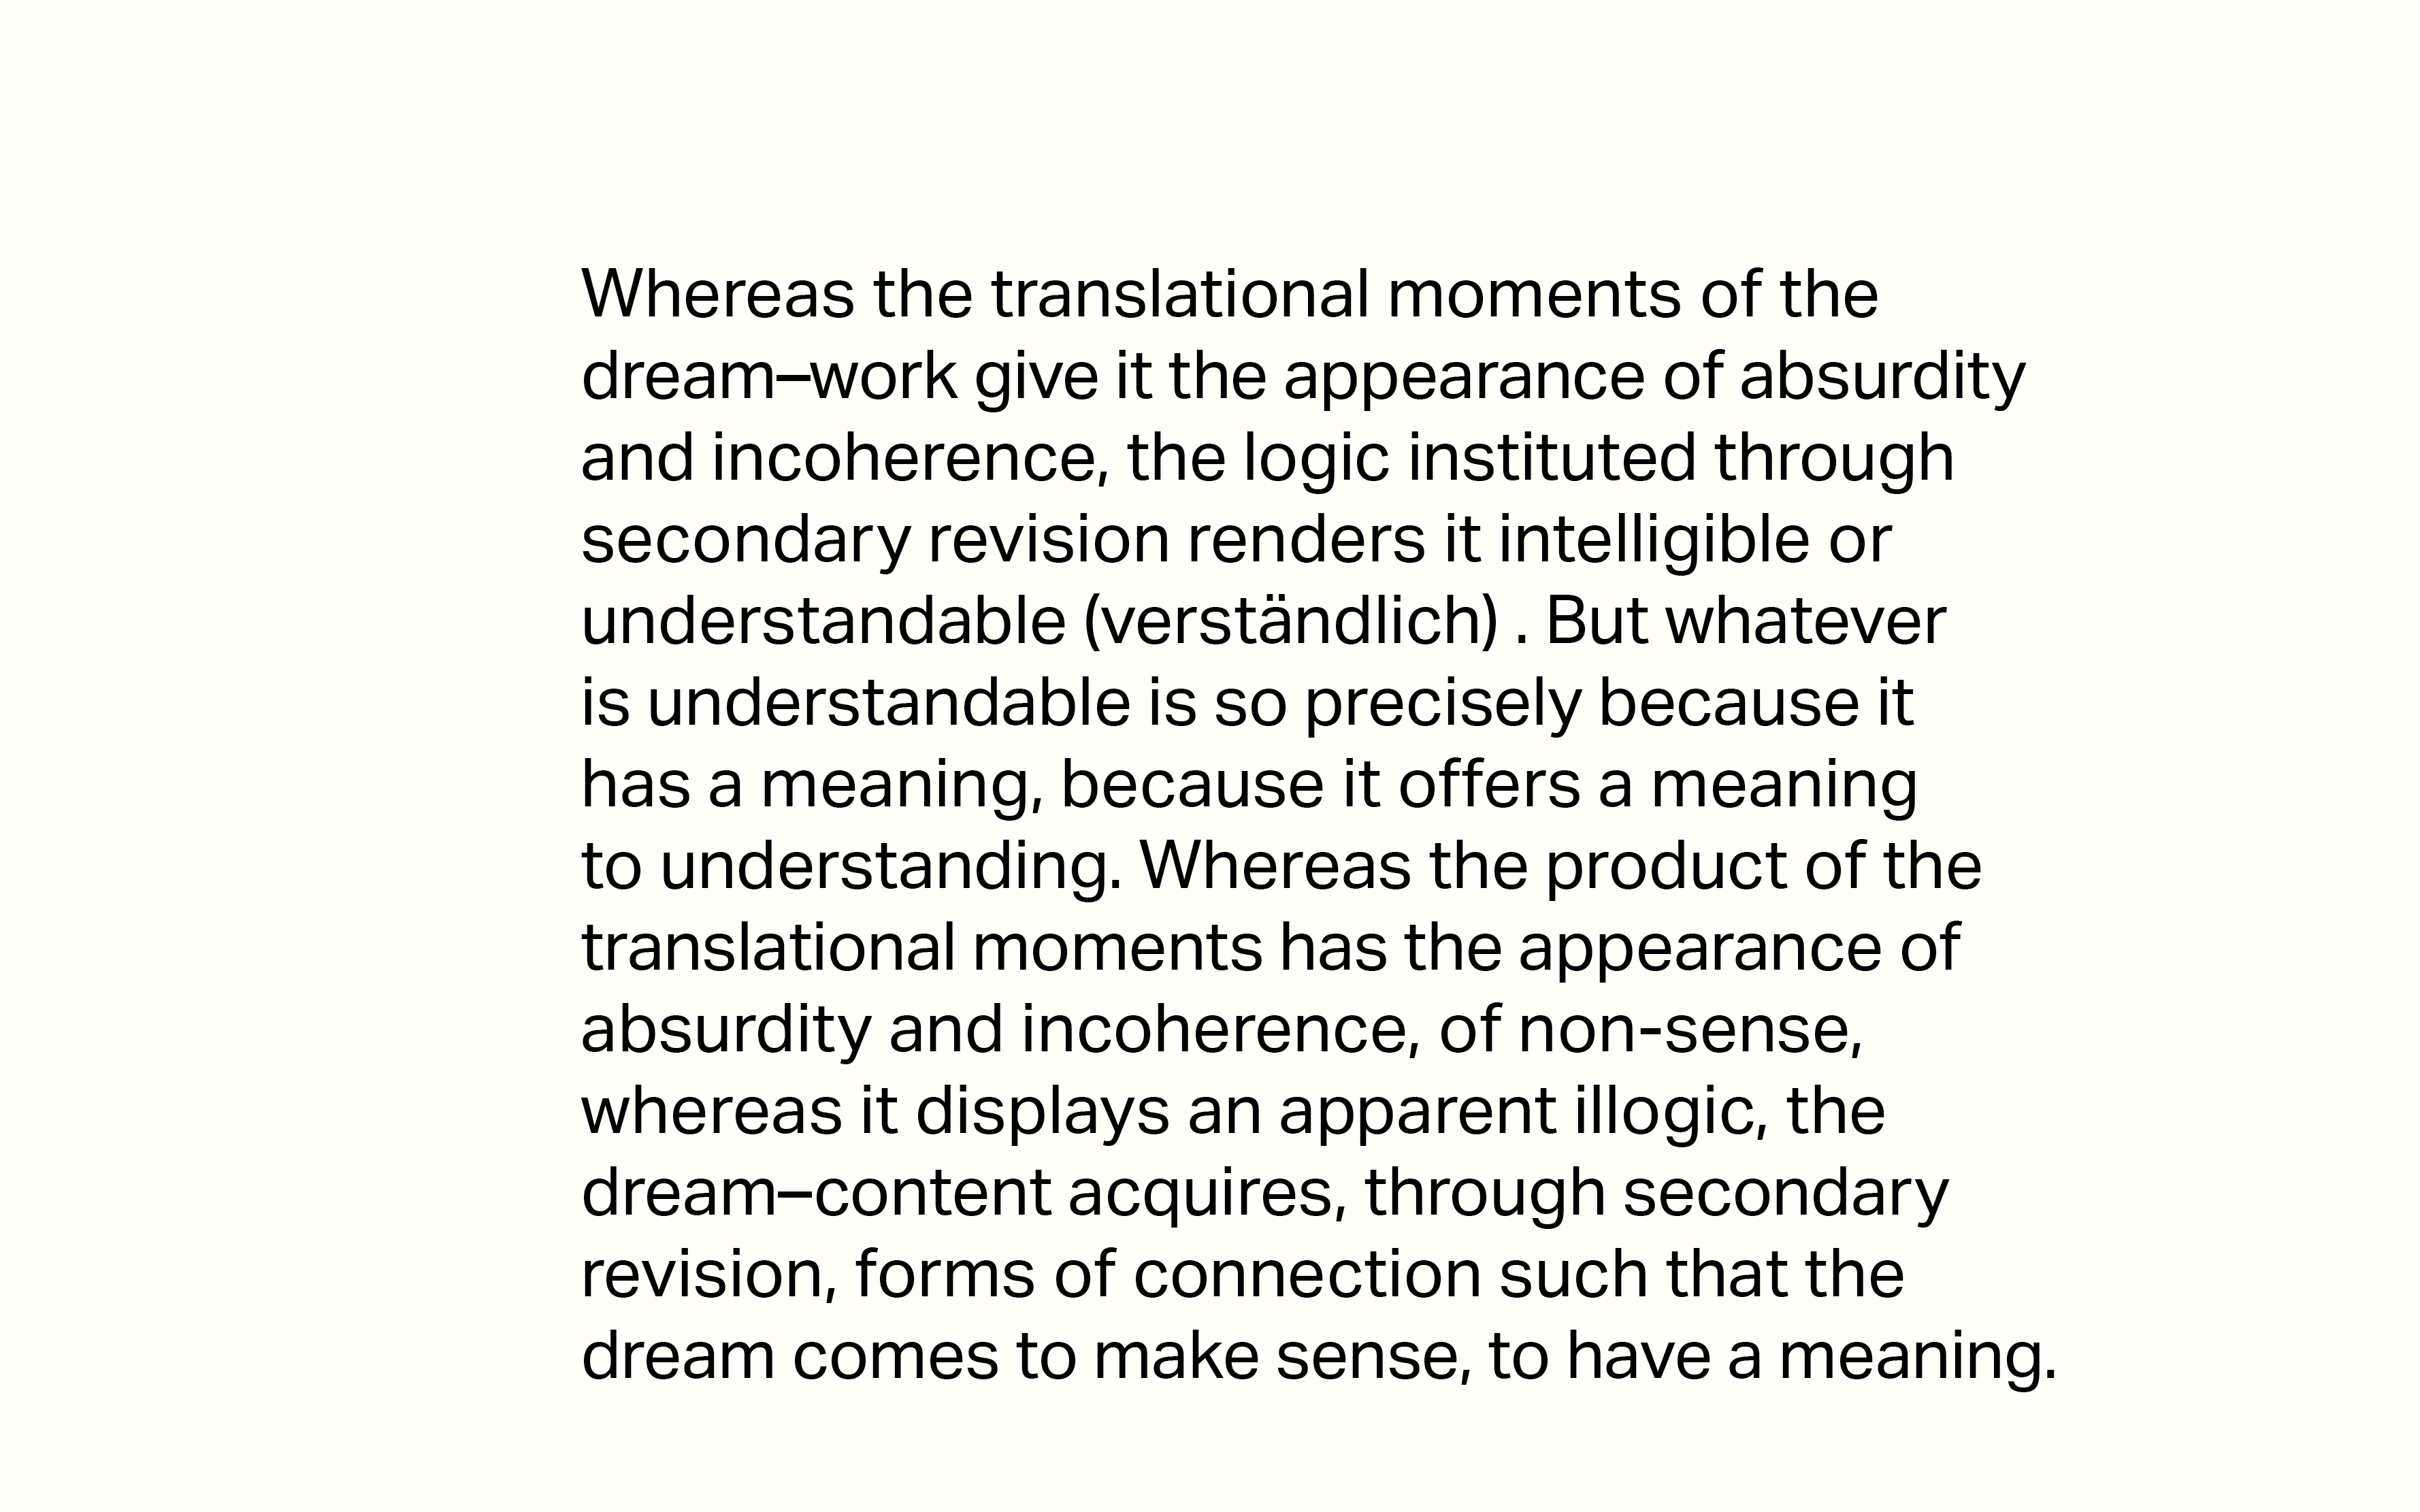 Whereas the translational moments of the
dream–work give it the appearance of absurdity
and incoherence, the logic instituted through
secondary revision renders it intelligible or
understandable (verständlich) . But whatever
is understandable is so precisely because it
has a meaning, because it offers a meaning
to understanding. Whereas the product of the
translational moments has the appearance of
absurdity and incoherence, of non-sense,
whereas it displays an apparent illogic, the
dream–content acquires, through secondary
revision, forms of connection such that the
dream comes to make sense, to have a meaning.